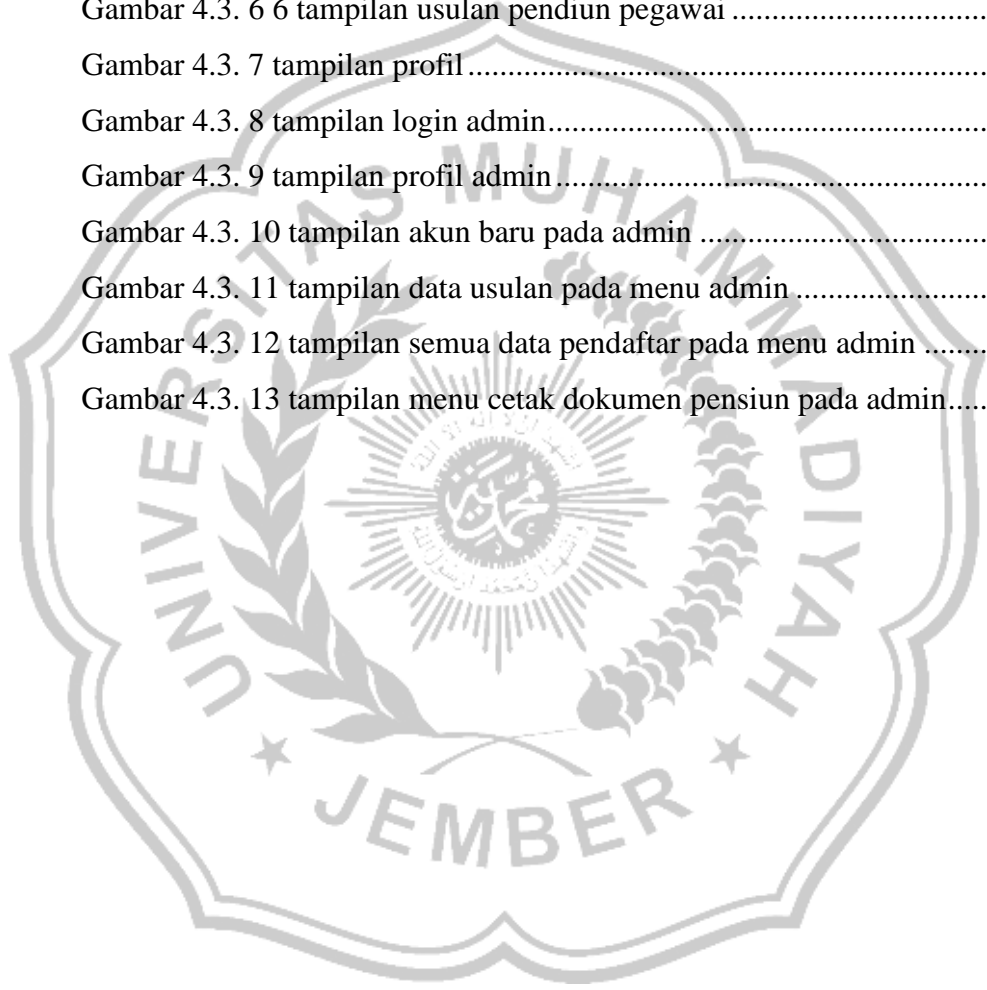 Gambar 4.3. 6 6 tampilan usulan pendiun pegawai ................................
Gambar 4.3. 7 tampilan profil .................................................................
Gambar 4.3. 8 tampilan login admin.......................................................
Gambar 4.3. 9 tampilan profil admin ......................................................
Gambar 4.3. 10 tampilan akun baru pada admin ....................................
Gambar 4.3. 11 tampilan data usulan pada menu admin ........................
Gambar 4.3. 12 tampilan semua data pendaftar pada menu admin ........
Gambar 4.3. 13 tampilan menu cetak dokumen pensiun pada admin.....
UNIVERSITAS MUHAMMADIYAH
JEMBER